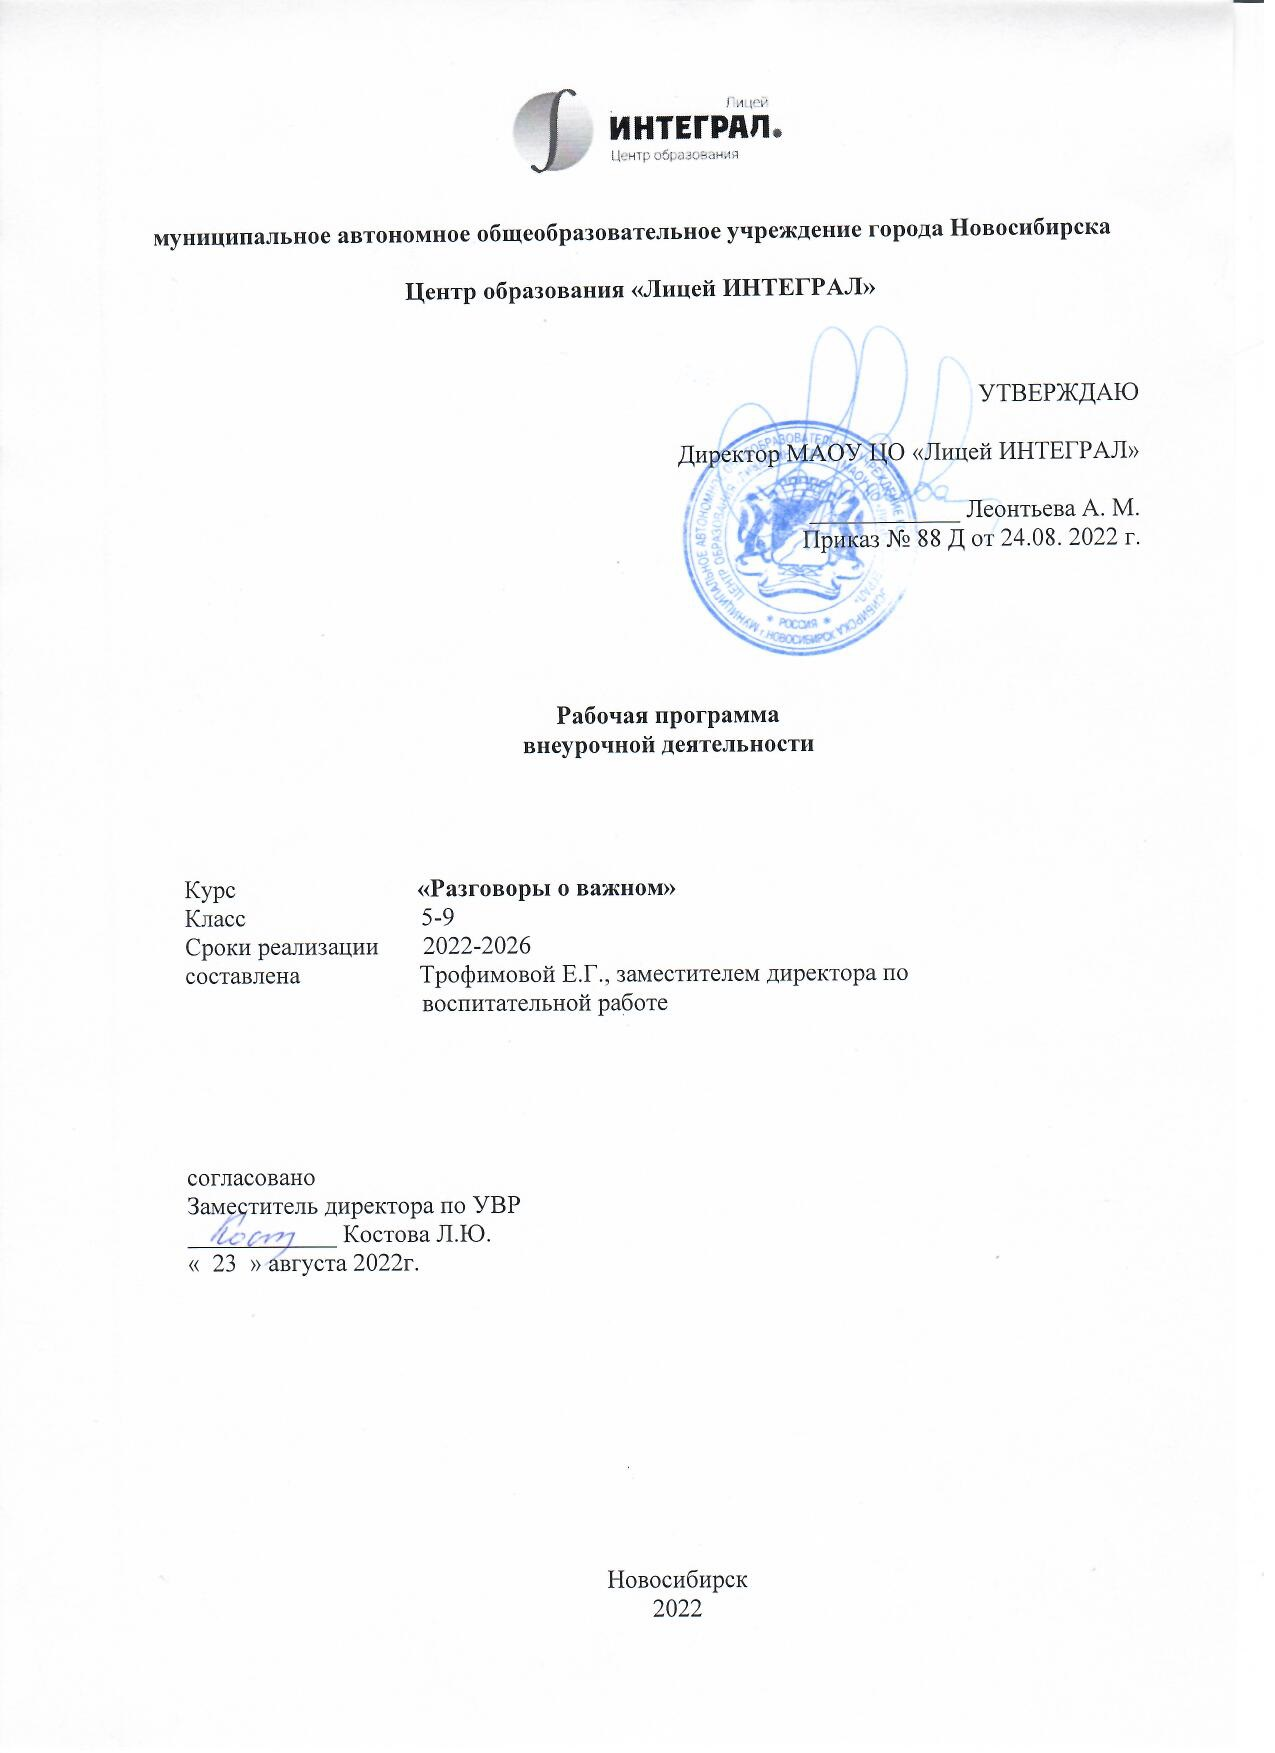 Лицей
ИНТЕГРАЛ.
Центр образования
муниципальное автономное общеобразовательное учреждение города Новосибирска
Центр образования «Лицей ИНТЕГРАЛ»
УТВЕРЖДАЮ
Директор МАОУ ЦО «Лицей ИНТЕГРАЛ»
____________ Леонтьева А. М.
Приказ № 88 Д от 24.08. 2022 г.
* РОССИЯ *
г.НОВОСИБИРСК
Рабочая программа
внеурочной деятельности
Курс «Разговоры о важном»
Класс 5-9
Сроки реализации 2022-2026
составлена Трофимовой Е.Г., заместителем директора по
воспитательной работе
согласовано
Заместитель директора по УВР
____________ Костова Л.Ю.
« 23 » августа 2022г.
Новосибирск
2022